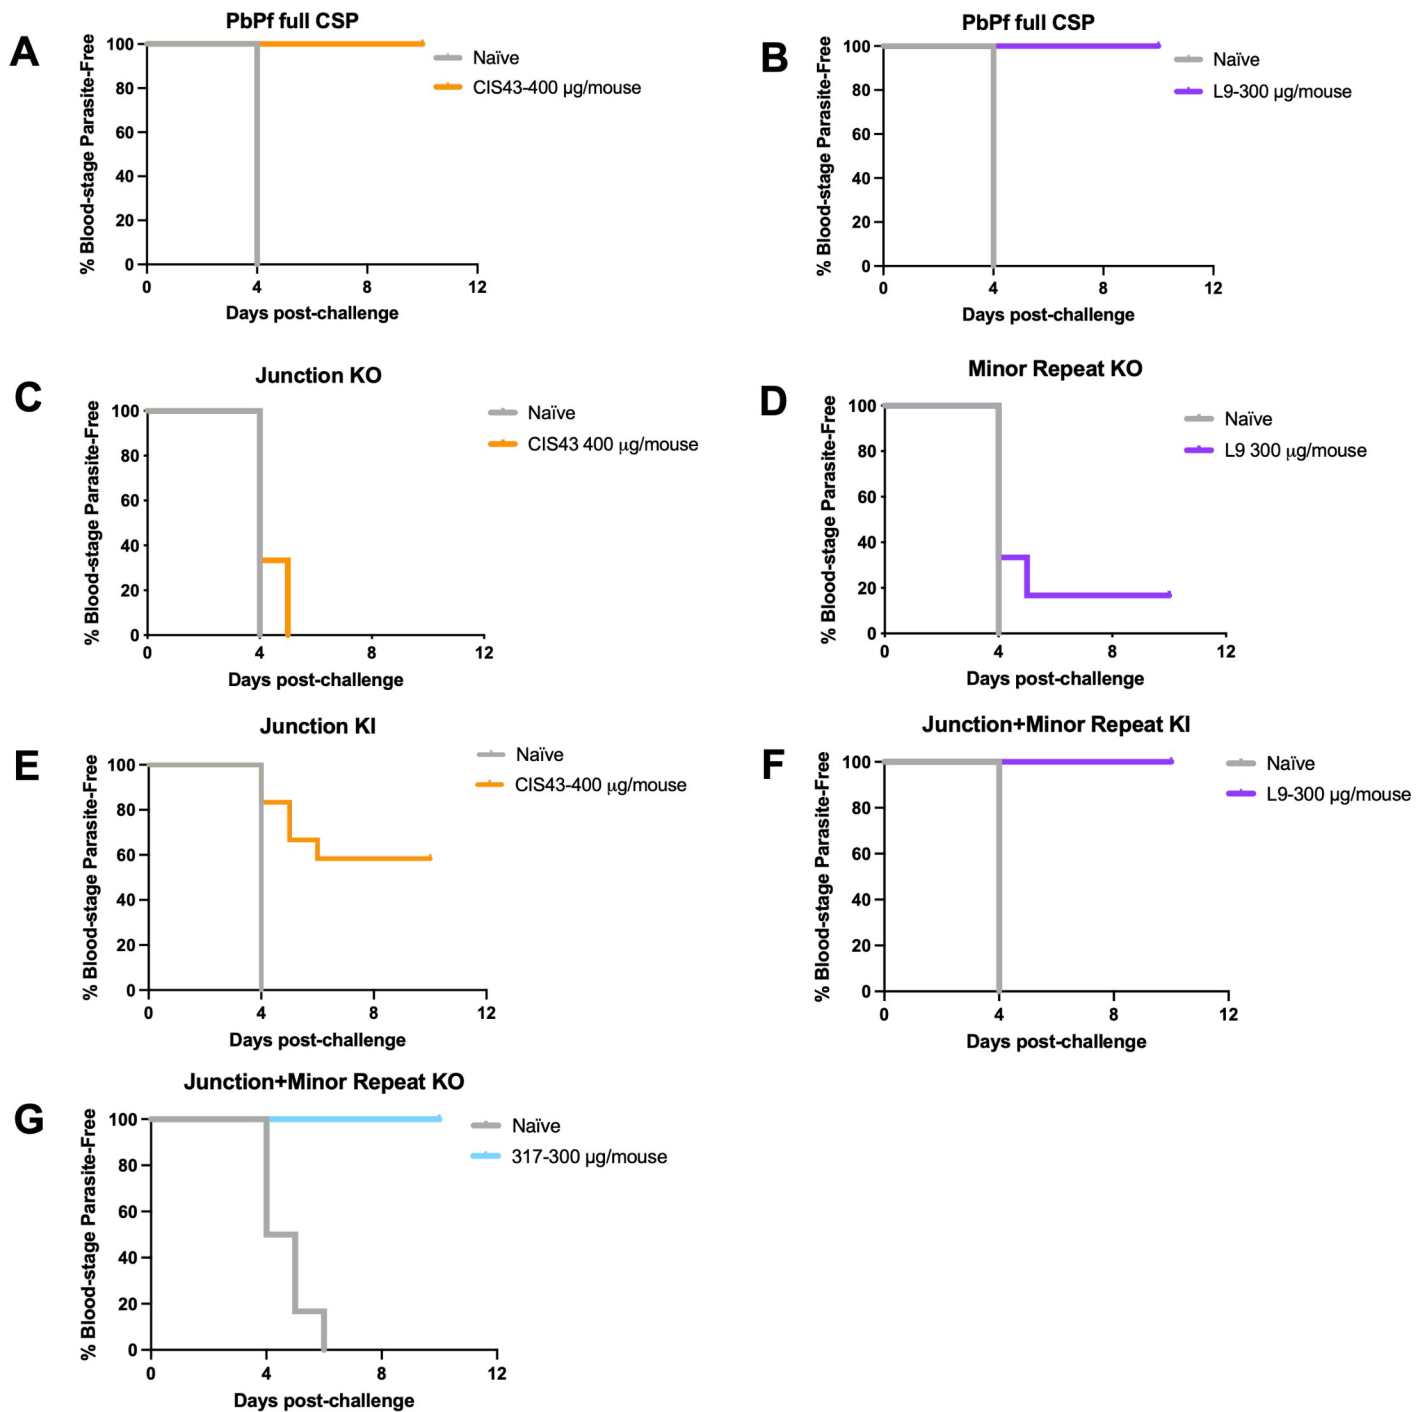 A
PbPf full CSP
% Blood-stage Parasite-Free
100
80
60
40
20
0
0 4 8 12
Days post-challenge
Naïve
CIS43-400 µg/mouse
B
PbPf full CSP
% Blood-stage Parasite-Free
100
80
60
40
20
0
0 4 8 12
Days post-challenge
Naïve
L9-300 µg/mouse
C
Junction KO
% Blood-stage Parasite-Free
100
80
60
40
20
0
0 4 8 12
Days post-challenge
Naïve
CIS43 400 µg/mouse
D
Minor Repeat KO
% Blood-stage Parasite-Free
100
80
60
40
20
0
0 4 8 12
Days post-challenge
Naïve
L9 300 µg/mouse
E
Junction KI
% Blood-stage Parasite-Free
100
80
60
40
20
0
0 4 8 12
Days post-challenge
Naïve
CIS43-400 µg/mouse
F
Junction+Minor Repeat KI
% Blood-stage Parasite-Free
100
80
60
40
20
0
0 4 8 12
Days post-challenge
Naïve
L9-300 µg/mouse
G
Junction+Minor Repeat KO
% Blood-stage Parasite-Free
100
80
60
40
20
0
0 4 8 12
Days post-challenge
Naïve
317-300 µg/mouse